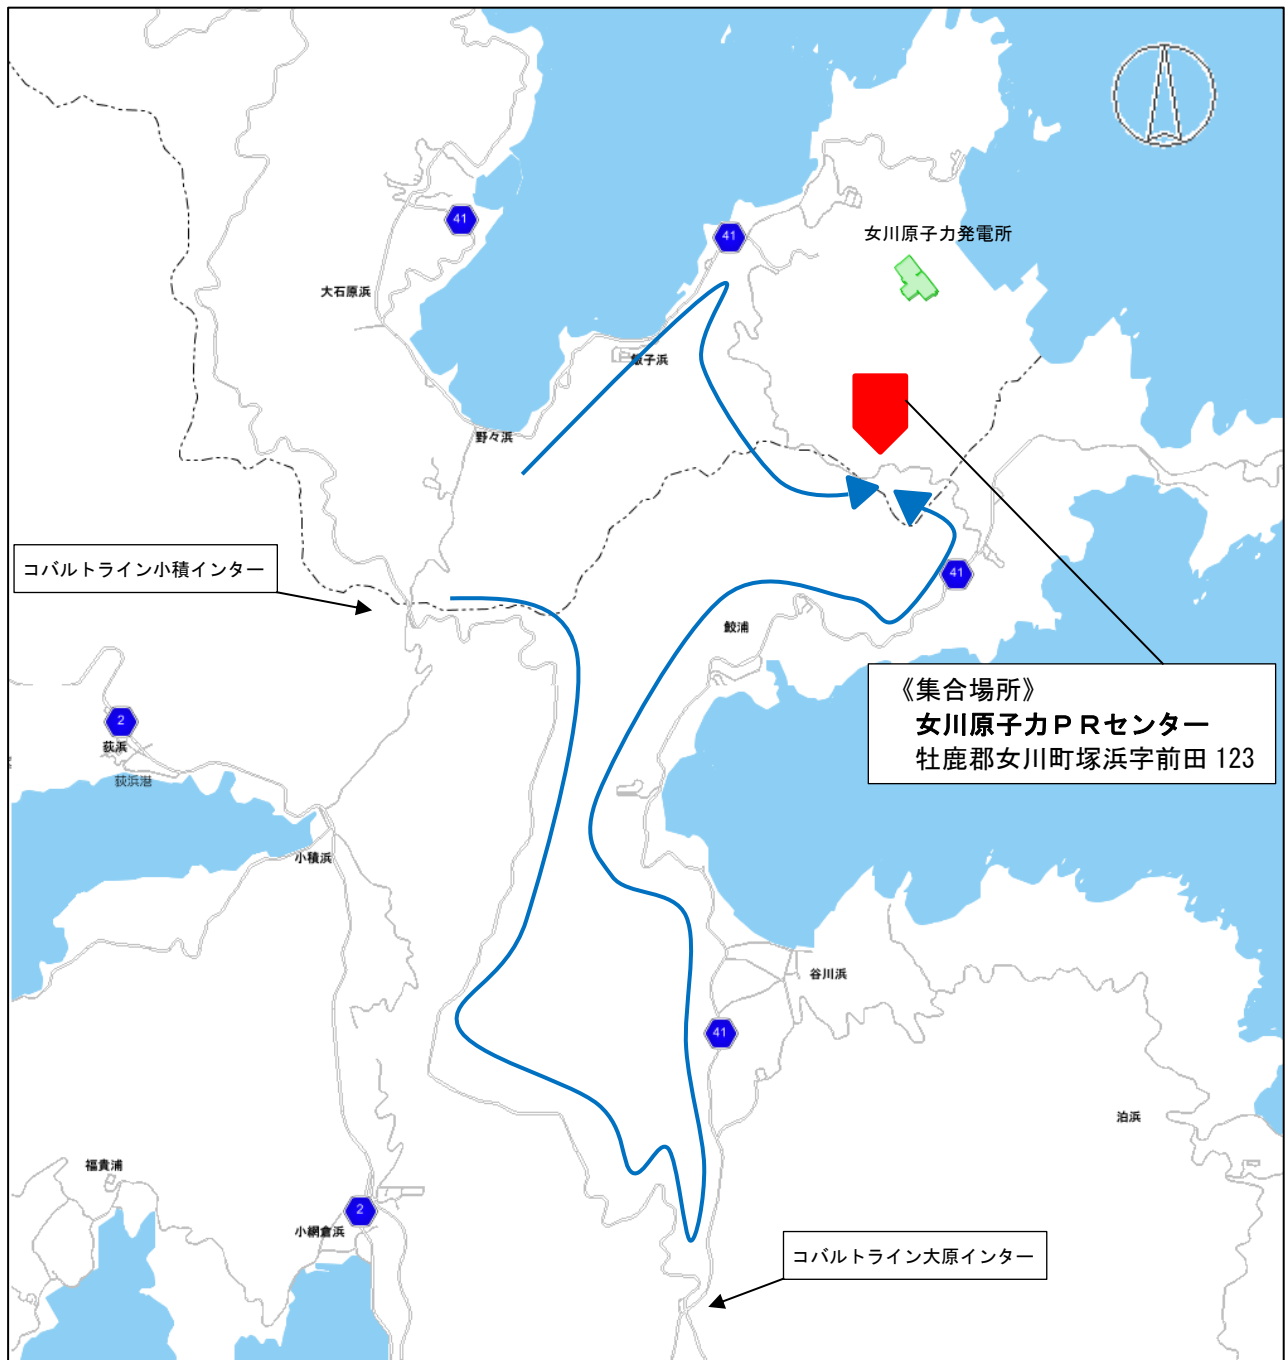 41
41
女川原子力発電所
大石原浜
飯子浜
野々浜
コバルトライン小積インター
41
鮫浦
《集合場所》
女川原子力PRセンター
牡鹿郡女川町塚浜字前田 123
2
荻浜
荻浜港
小積浜
谷川浜
41
泊浜
福貴浦
2
小網倉浜
コバルトライン大原インター